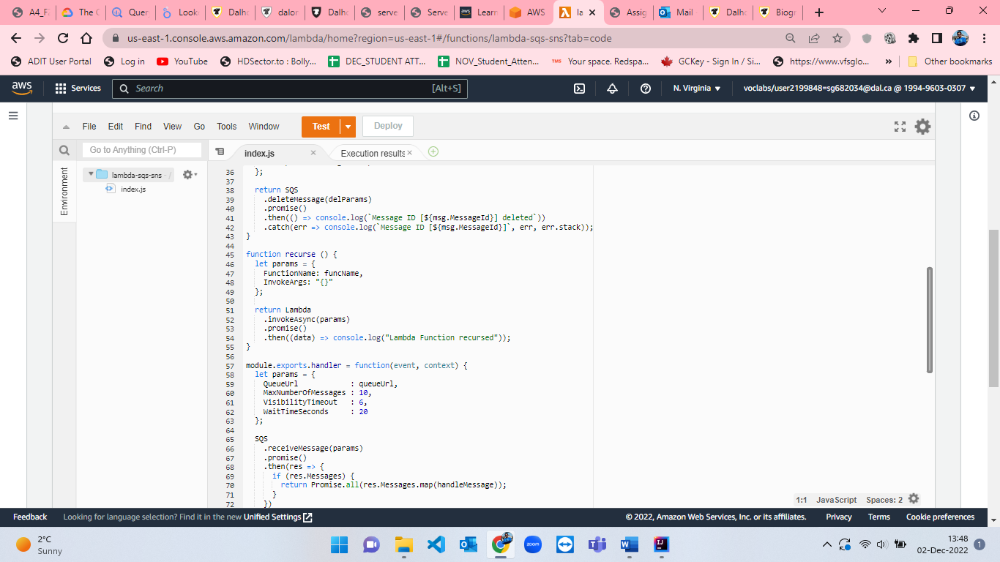 A4_F2
The C
Query
Look
Dalho
dalor
Dalho
serve
Serve
Learn
AWS
la
Assig
Mail
Dalho
Biogr
us-east-1.console.aws.amazon.com/lambda/home?region=us-east-1#/functions/lambda-sqs-sns?tab=code
ADIT User Portal
Log in
YouTube
HDSector.to : Bolly...
DEC_STUDENT ATT...
NOV_Student_Atten...
TMS
Your space. Redspa...
GCKey - Sign In / Si...
https://www.vfsglo...
»
Other bookmarks
aws
Services
Search
[Alt+S]
N. Virginia
voclabs/user2199848=sg682034@dal.ca @ 1994-9603-0307
File Edit Find View Go Tools Window
Test
Deploy
Go to Anything (Ctrl-P)
index.js
Execution results
Environment
lambda-sqs-sns - /
index.js
36 };
37
38 return SQS
39 .deleteMessage(delParams)
40 .promise()
41 .then(() => console.log(`Message ID [${msg.MessageId}] deleted`))
42 .catch(err => console.log(`Message ID [${msg.MessageId}]`, err, err.stack));
43 }
44
45 function recurse () {
46 let params = {
47 FunctionName: funcName,
48 InvokeArgs: "{}"
49 };
50
51 return Lambda
52 .invokeAsync(params)
53 .promise()
54 .then((data) => console.log("Lambda Function recursed"));
55 }
56
57 module.exports.handler = function(event, context) {
58 let params = {
59 QueueUrl : queueUrl,
60 MaxNumberOfMessages : 10,
61 VisibilityTimeout : 6,
62 WaitTimeSeconds : 20
63 };
64
65 SQS
66 .receiveMessage(params)
67 .promise()
68 .then(res => {
69 if (res.Messages) {
70 return Promise.all(res.Messages.map(handleMessage));
71 }
72 })
1:1 JavaScript Spaces: 2
Feedback
Looking for language selection? Find it in the new Unified Settings
© 2022, Amazon Web Services, Inc. or its affiliates.
Privacy
Terms
Cookie preferences
2°C
Sunny
zoom
13:48
02-Dec-2022
1